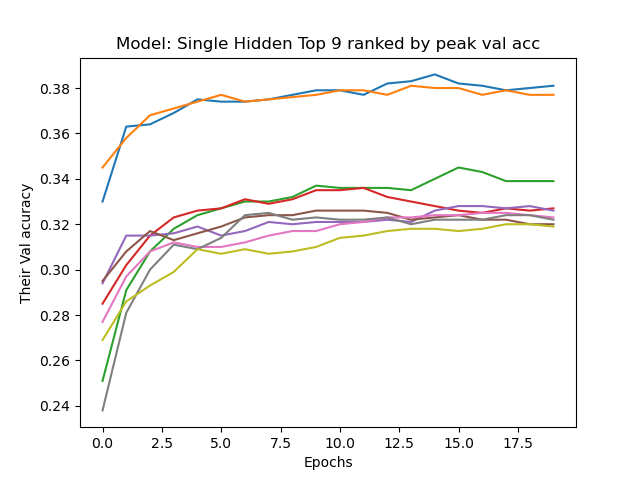 Model: Single Hidden Top 9 ranked by peak val acc
0.38
0.36
0.34
0.32
0.30
0.28
0.26
0.24
Their Val acuracy
0.0 2.5 5.0 7.5 10.0 12.5 15.0 17.5
Epochs